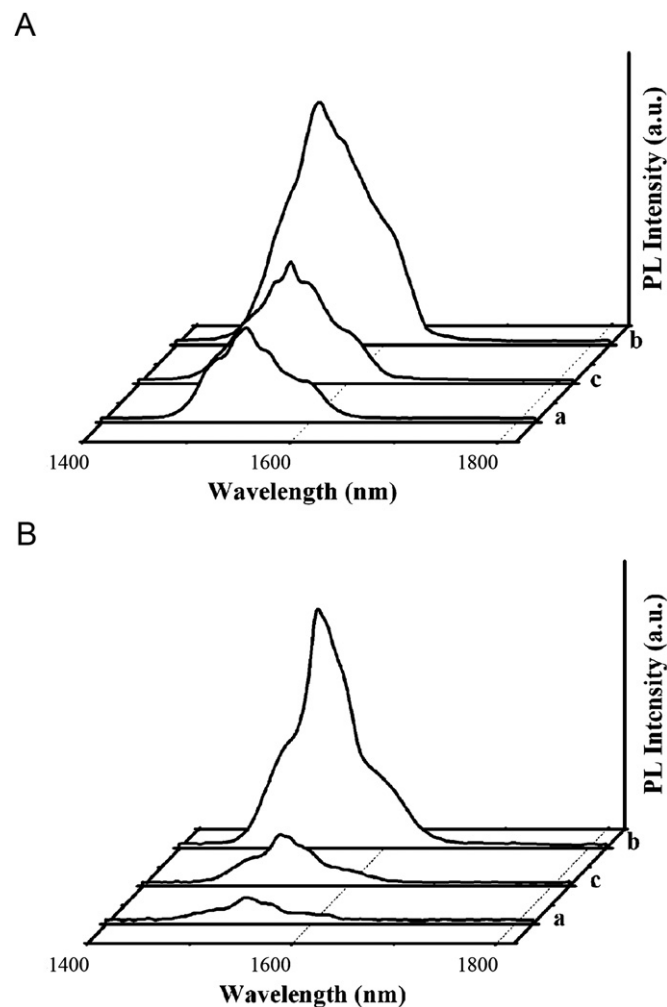 A
PL Intensity (a.u.)
b
c
a
1400
1600
1800
Wavelength (nm)
B
PL Intensity (a.u.)
b
c
a
1400
1600
1800
Wavelength (nm)